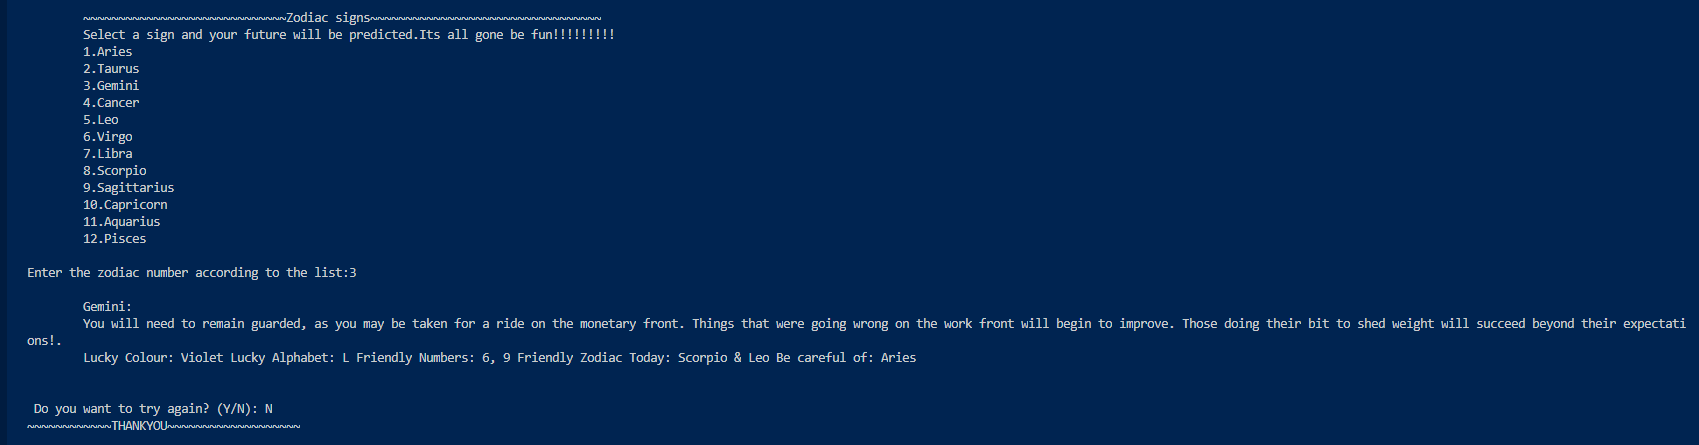 ~~~~~~~~~~~~~~~~~~~~~~~~~~~~~Zodiac signs~~~~~~~~~~~~~~~~~~~~~~~~~~~~~~~~~
Select a sign and your future will be predicted.Its all gone be fun!!!!!!!!!
1.Aries
2.Taurus
3.Gemini
4.Cancer
5.Leo
6.Virgo
7.Libra
8.Scorpio
9.Sagittarius
10.Capricorn
11.Aquarius
12.Pisces
Enter the zodiac number according to the list:3
Gemini:
You will need to remain guarded, as you may be taken for a ride on the monetary front. Things that were going wrong on the work front will begin to improve. Those doing their bit to shed weight will succeed beyond their expectati
ons!.
Lucky Colour: Violet Lucky Alphabet: L Friendly Numbers: 6, 9 Friendly Zodiac Today: Scorpio & Leo Be careful of: Aries
Do you want to try again? (Y/N): N
~~~~~~~~~~~~THANKYOU~~~~~~~~~~~~~~~~~~~